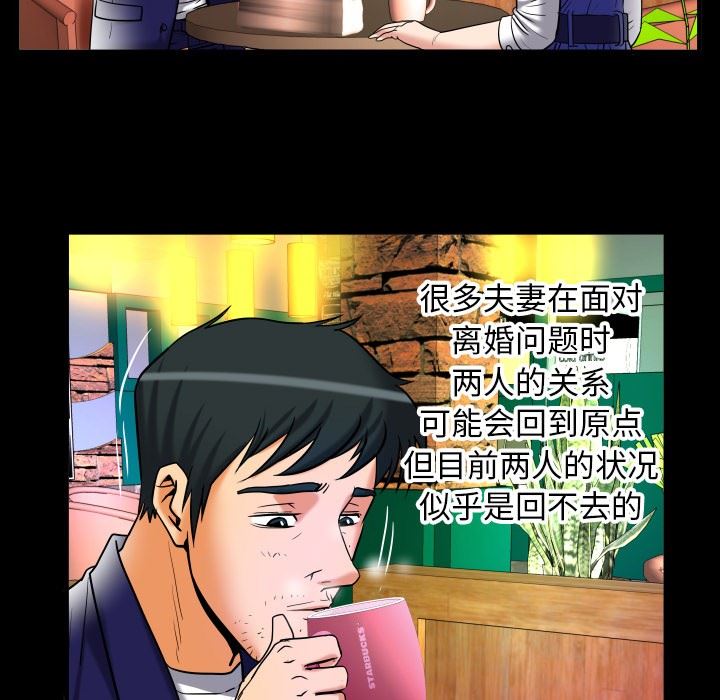 很多夫妻在面对
离婚问题时
两人的关系
可能会回到原点
但目前两人的状况
似乎是回不去的
STARBUCKS